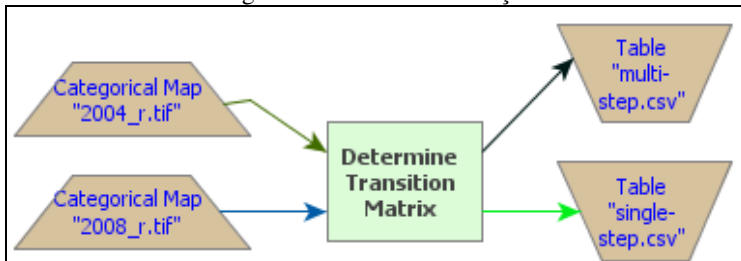 Categorical Map
"2004_r.tif"
Categorical Map
"2008_r.tif"
Determine
Transition
Matrix
Table
"multi-
step.csv"
Table
"single-
step.csv"